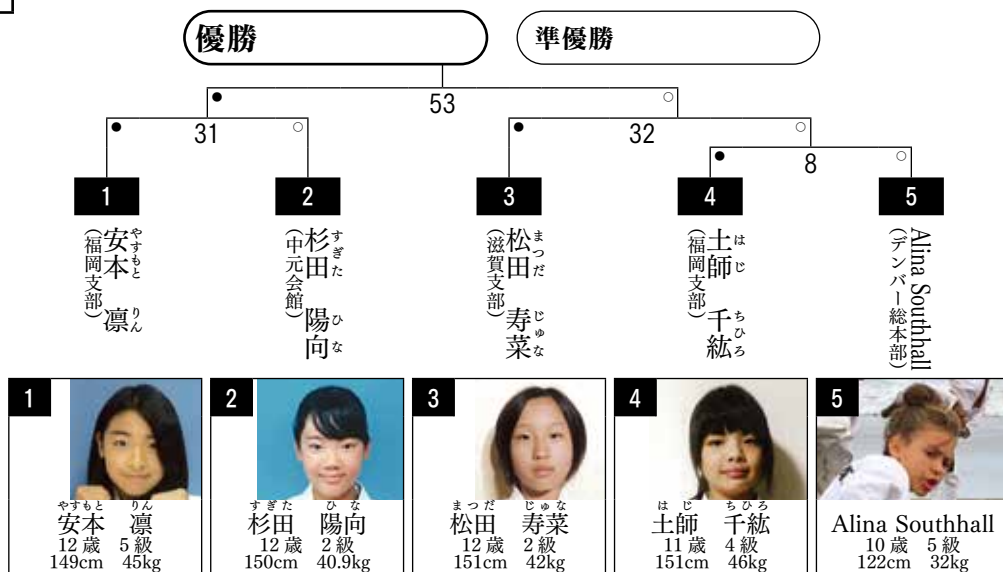 優勝
準優勝
53
31
32
8
1
2
3
4
5
安本 凛
やすもと りん
(福岡支部)
杉田 陽向
すぎた ひな
(中元会館)
松田 寿菜
まつだ じゅな
(滋賀支部)
土師 千紘
はじ ちひろ
(福岡支部)
Alina Southhall
(デンバー総本部)
1
やすもと りん
安本 凛
12歳 5級
149cm 45kg
2
すぎた ひな
杉田 陽向
12歳 2級
150cm 40.9kg
3
まつだ じゅな
松田 寿菜
12歳 2級
151cm 42kg
4
はじ ちひろ
土師 千紘
11歳 4級
151cm 46kg
5
Alina Southhall
10歳 5級
122cm 32kg